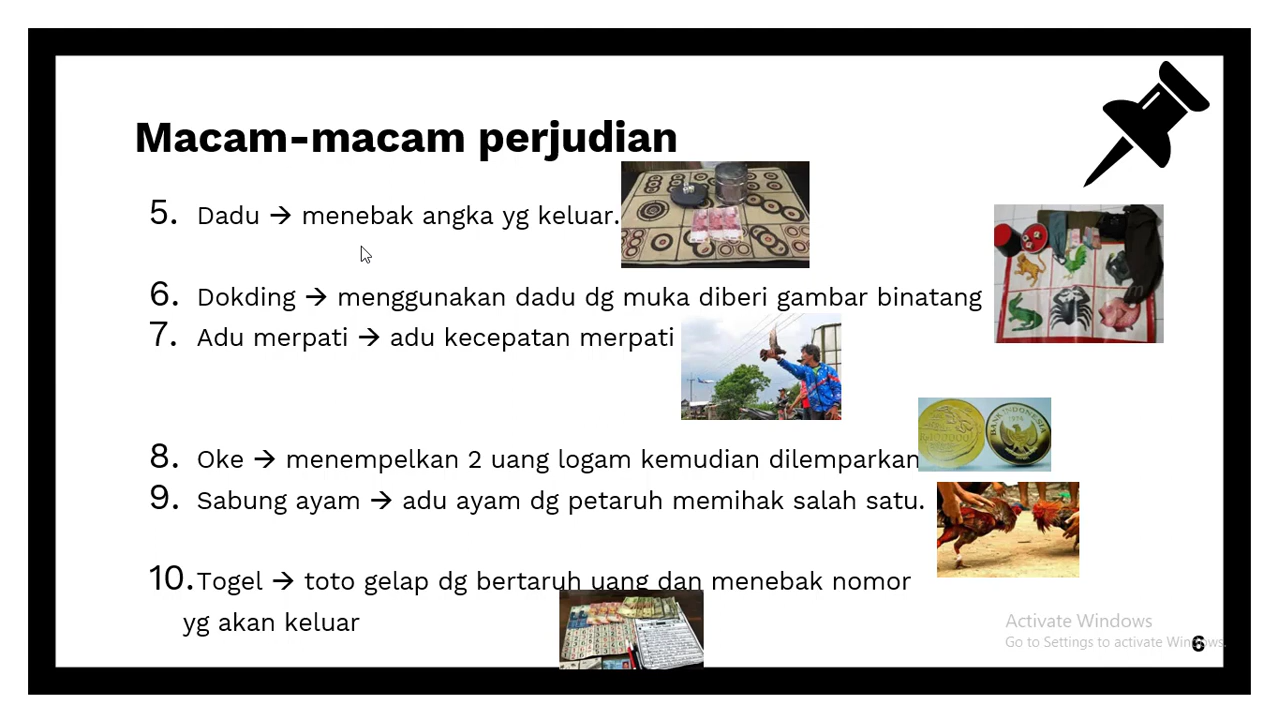 Macam-macam perjudian
5. Dadu → menebak angka yg keluar.
6. Dokding → menggunakan dadu dg muka diberi gambar binatang
7. Adu merpati → adu kecepatan merpati
8. Oke → menempelkan 2 uang logam kemudian dilemparkan
BANK INDONESIA
9. Sabung ayam → adu ayam dg petaruh memihak salah satu.
10. Togel → toto gelap dg bertaruh uang dan menebak nomor
yg akan keluar
Activate Windows
Go to Settings to activate Windows.
6